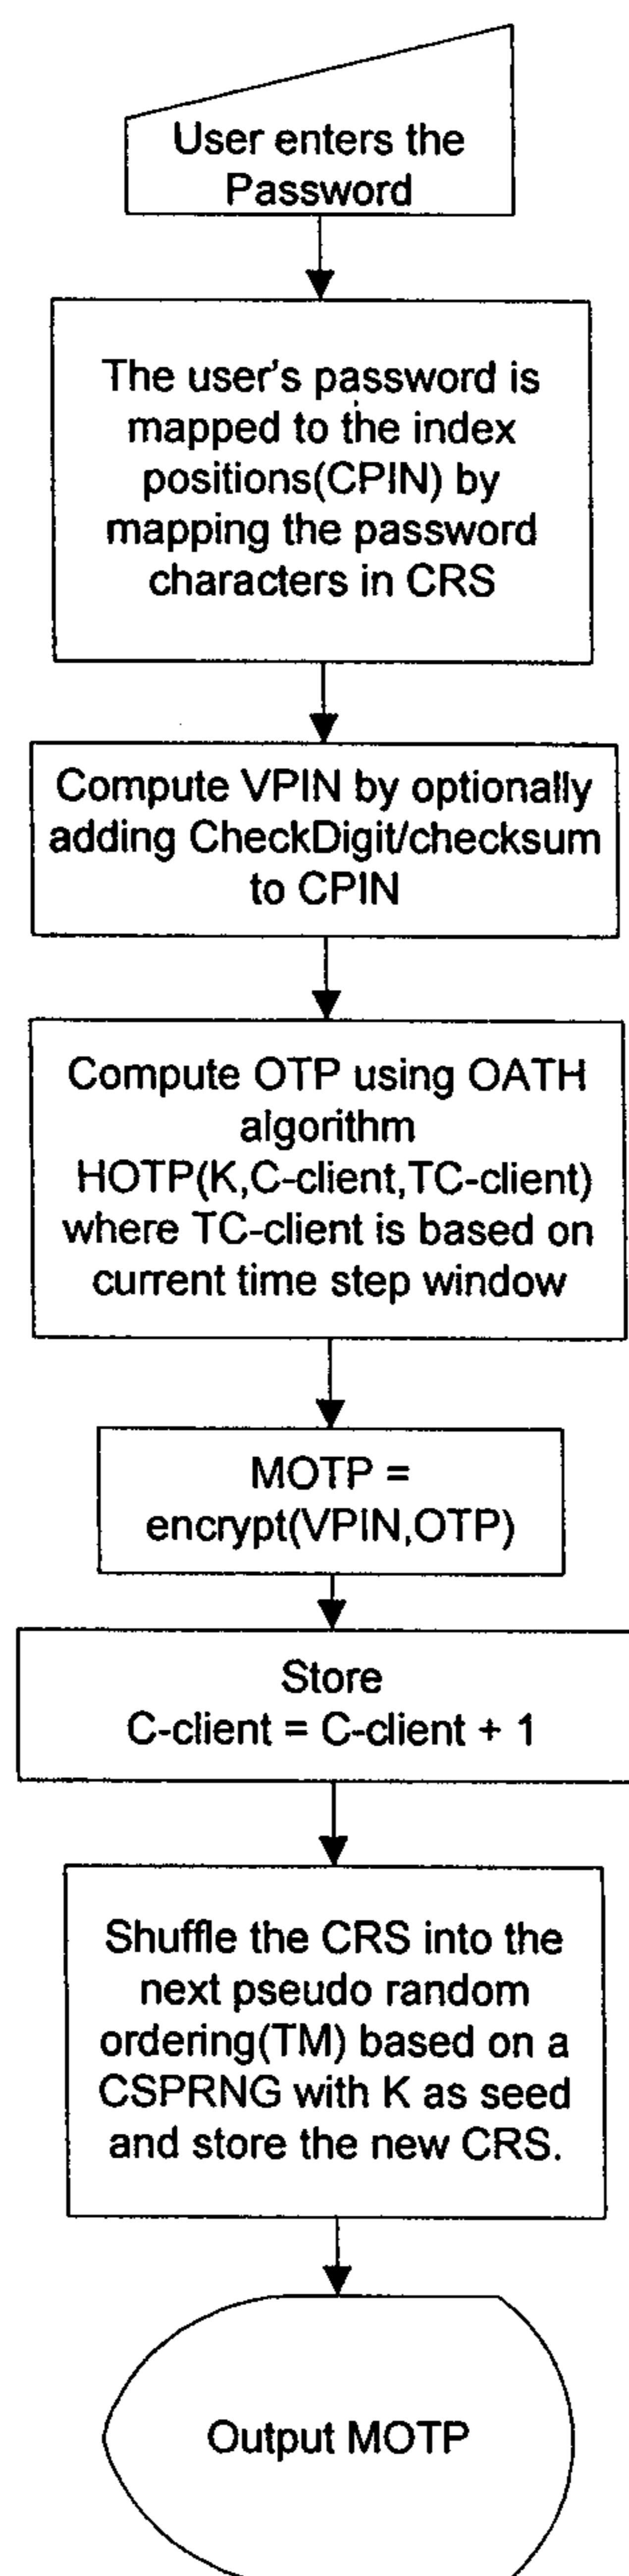 User enters the
Password
The user's password is
mapped to the index
positions(CPIN) by
mapping the password
characters in CRS
Compute VPIN by optionally
adding CheckDigit/checksum
to CPIN
Compute OTP using OATH
algorithm
HOTP(K,C-client,TC-client)
where TC-client is based on
current time step window
MOTP =
encrypt(VPIN,OTP)
Store
C-client = C-client + 1
Shuffle the CRS into the
next pseudo random
ordering(TM) based on a
CSPRNG with K as seed
and store the new CRS.
Output MOTP